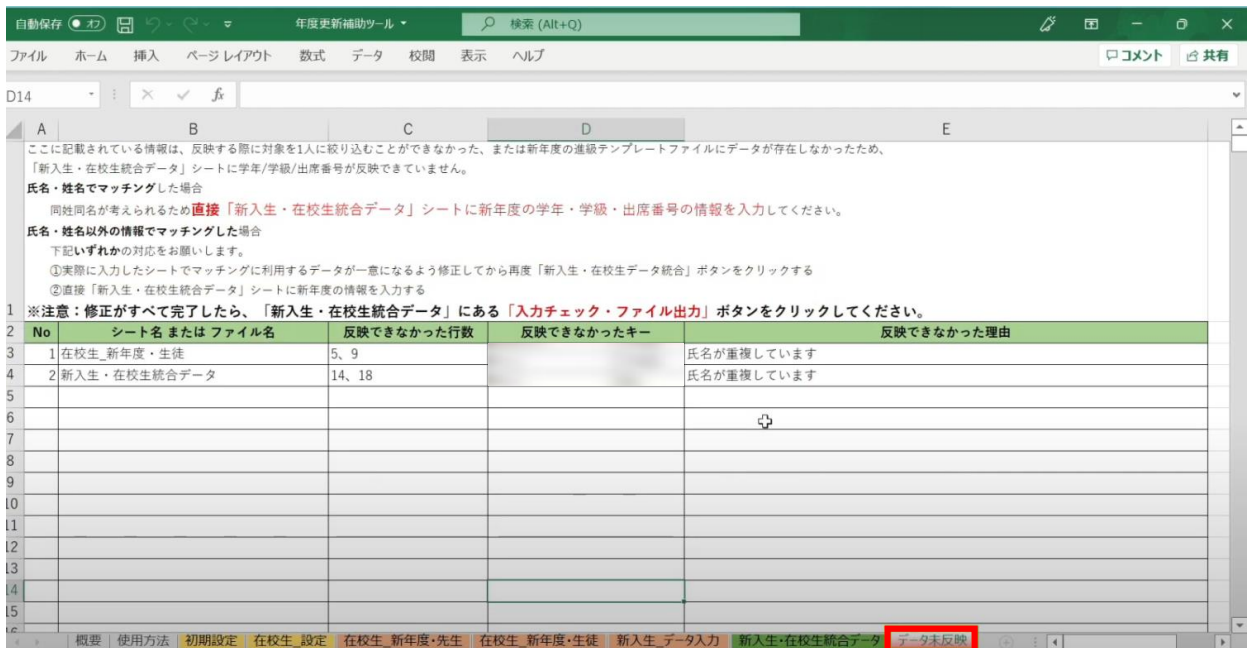 自動保存 オフ 年度更新補助ツール 検索 (Alt+Q)
ファイル ホーム 挿入 ページ レイアウト 数式 データ 校閲 表示 ヘルプ コメント 共有
D14 fx
A B C D E
ここに記載されている情報は、反映する際に対象を1人に絞り込むことができなかった、または新年度の進級テンプレートファイルにデータが存在しなかったため、
「新入生・在校生統合データ」シートに学年/学級/出席番号が反映できていません。
氏名・姓名でマッチングした場合
同姓同名が考えられるため直接「新入生・在校生統合データ」シートに新年度の学年・学級・出席番号の情報を入力してください。
氏名・姓名以外の情報でマッチングした場合
下記いずれかの対応をお願いします。
①実際に入力したシートでマッチングに利用するデータが一意になるよう修正してから再度「新入生・在校生データ統合」ボタンをクリックする
②直接「新入生・在校生統合データ」シートに新年度の情報を入力する
1 ※注意：修正がすべて完了したら、「新入生・在校生統合データ」にある「入力チェック・ファイル出力」ボタンをクリックしてください。
2 No シート名 または ファイル名 反映できなかった行数 反映できなかったキー 反映できなかった理由
3 1 在校生_新年度・生徒 5、9 氏名が重複しています
4 2 新入生・在校生統合データ 14、18 氏名が重複しています
5
6
7
8
9
10
11
12
13
14
15
概要 使用方法 初期設定 在校生_設定 在校生_新年度・先生 在校生_新年度・生徒 新入生_データ入力 新入生・在校生統合データ データ未反映